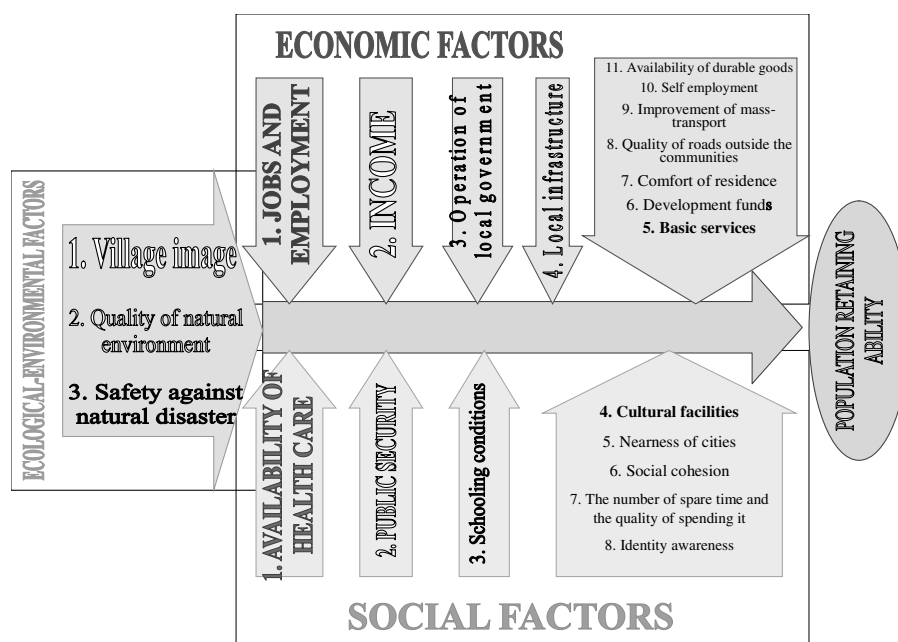 ECONOMIC FACTORS
1. JOBS AND
EMPLOYMENT
2. INCOME
3. Operation of
local government
4. Local infrastructure
11. Availability of durable goods
10. Self employment
9. Improvement of mass-
transport
8. Quality of roads outside the
communities
7. Comfort of residence
6. Development funds
5. Basic services
ECOLOGICAL-ENVIRONMENTAL FACTORS
1. Village image
2. Quality of natural
environment
3. Safety against
natural disaster
POPULATION RETAINING
ABILITY
1. AVAILABILITY OF
HEALTH CARE
2. PUBLIC SECURITY
3. Schooling conditions
4. Cultural facilities
5. Nearness of cities
6. Social cohesion
7. The number of spare time and
the quality of spending it
8. Identity awareness
SOCIAL FACTORS